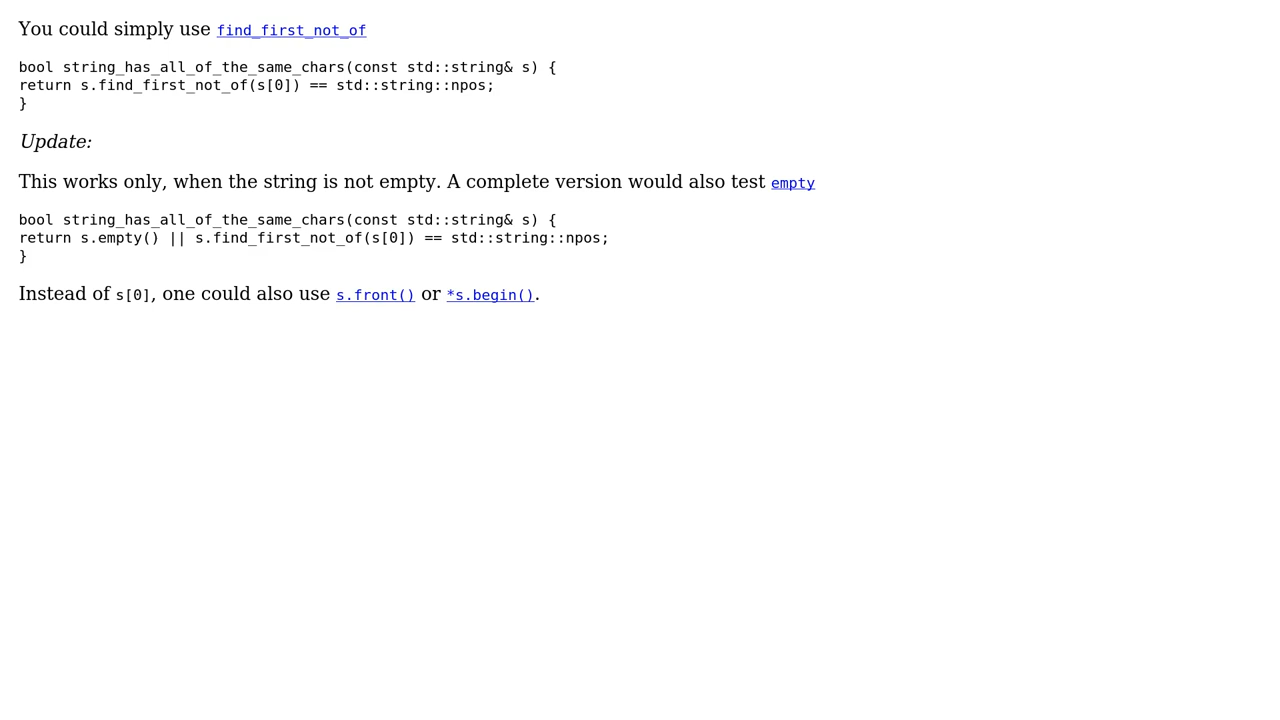 You could simply use find_first_not_of
bool string_has_all_of_the_same_chars(const std::string& s) {
return s.find_first_not_of(s[0]) == std::string::npos;
}
Update:
This works only, when the string is not empty. A complete version would also test empty
bool string_has_all_of_the_same_chars(const std::string& s) {
return s.empty() || s.find_first_not_of(s[0]) == std::string::npos;
}
Instead of s[0], one could also use s.front() or *s.begin().